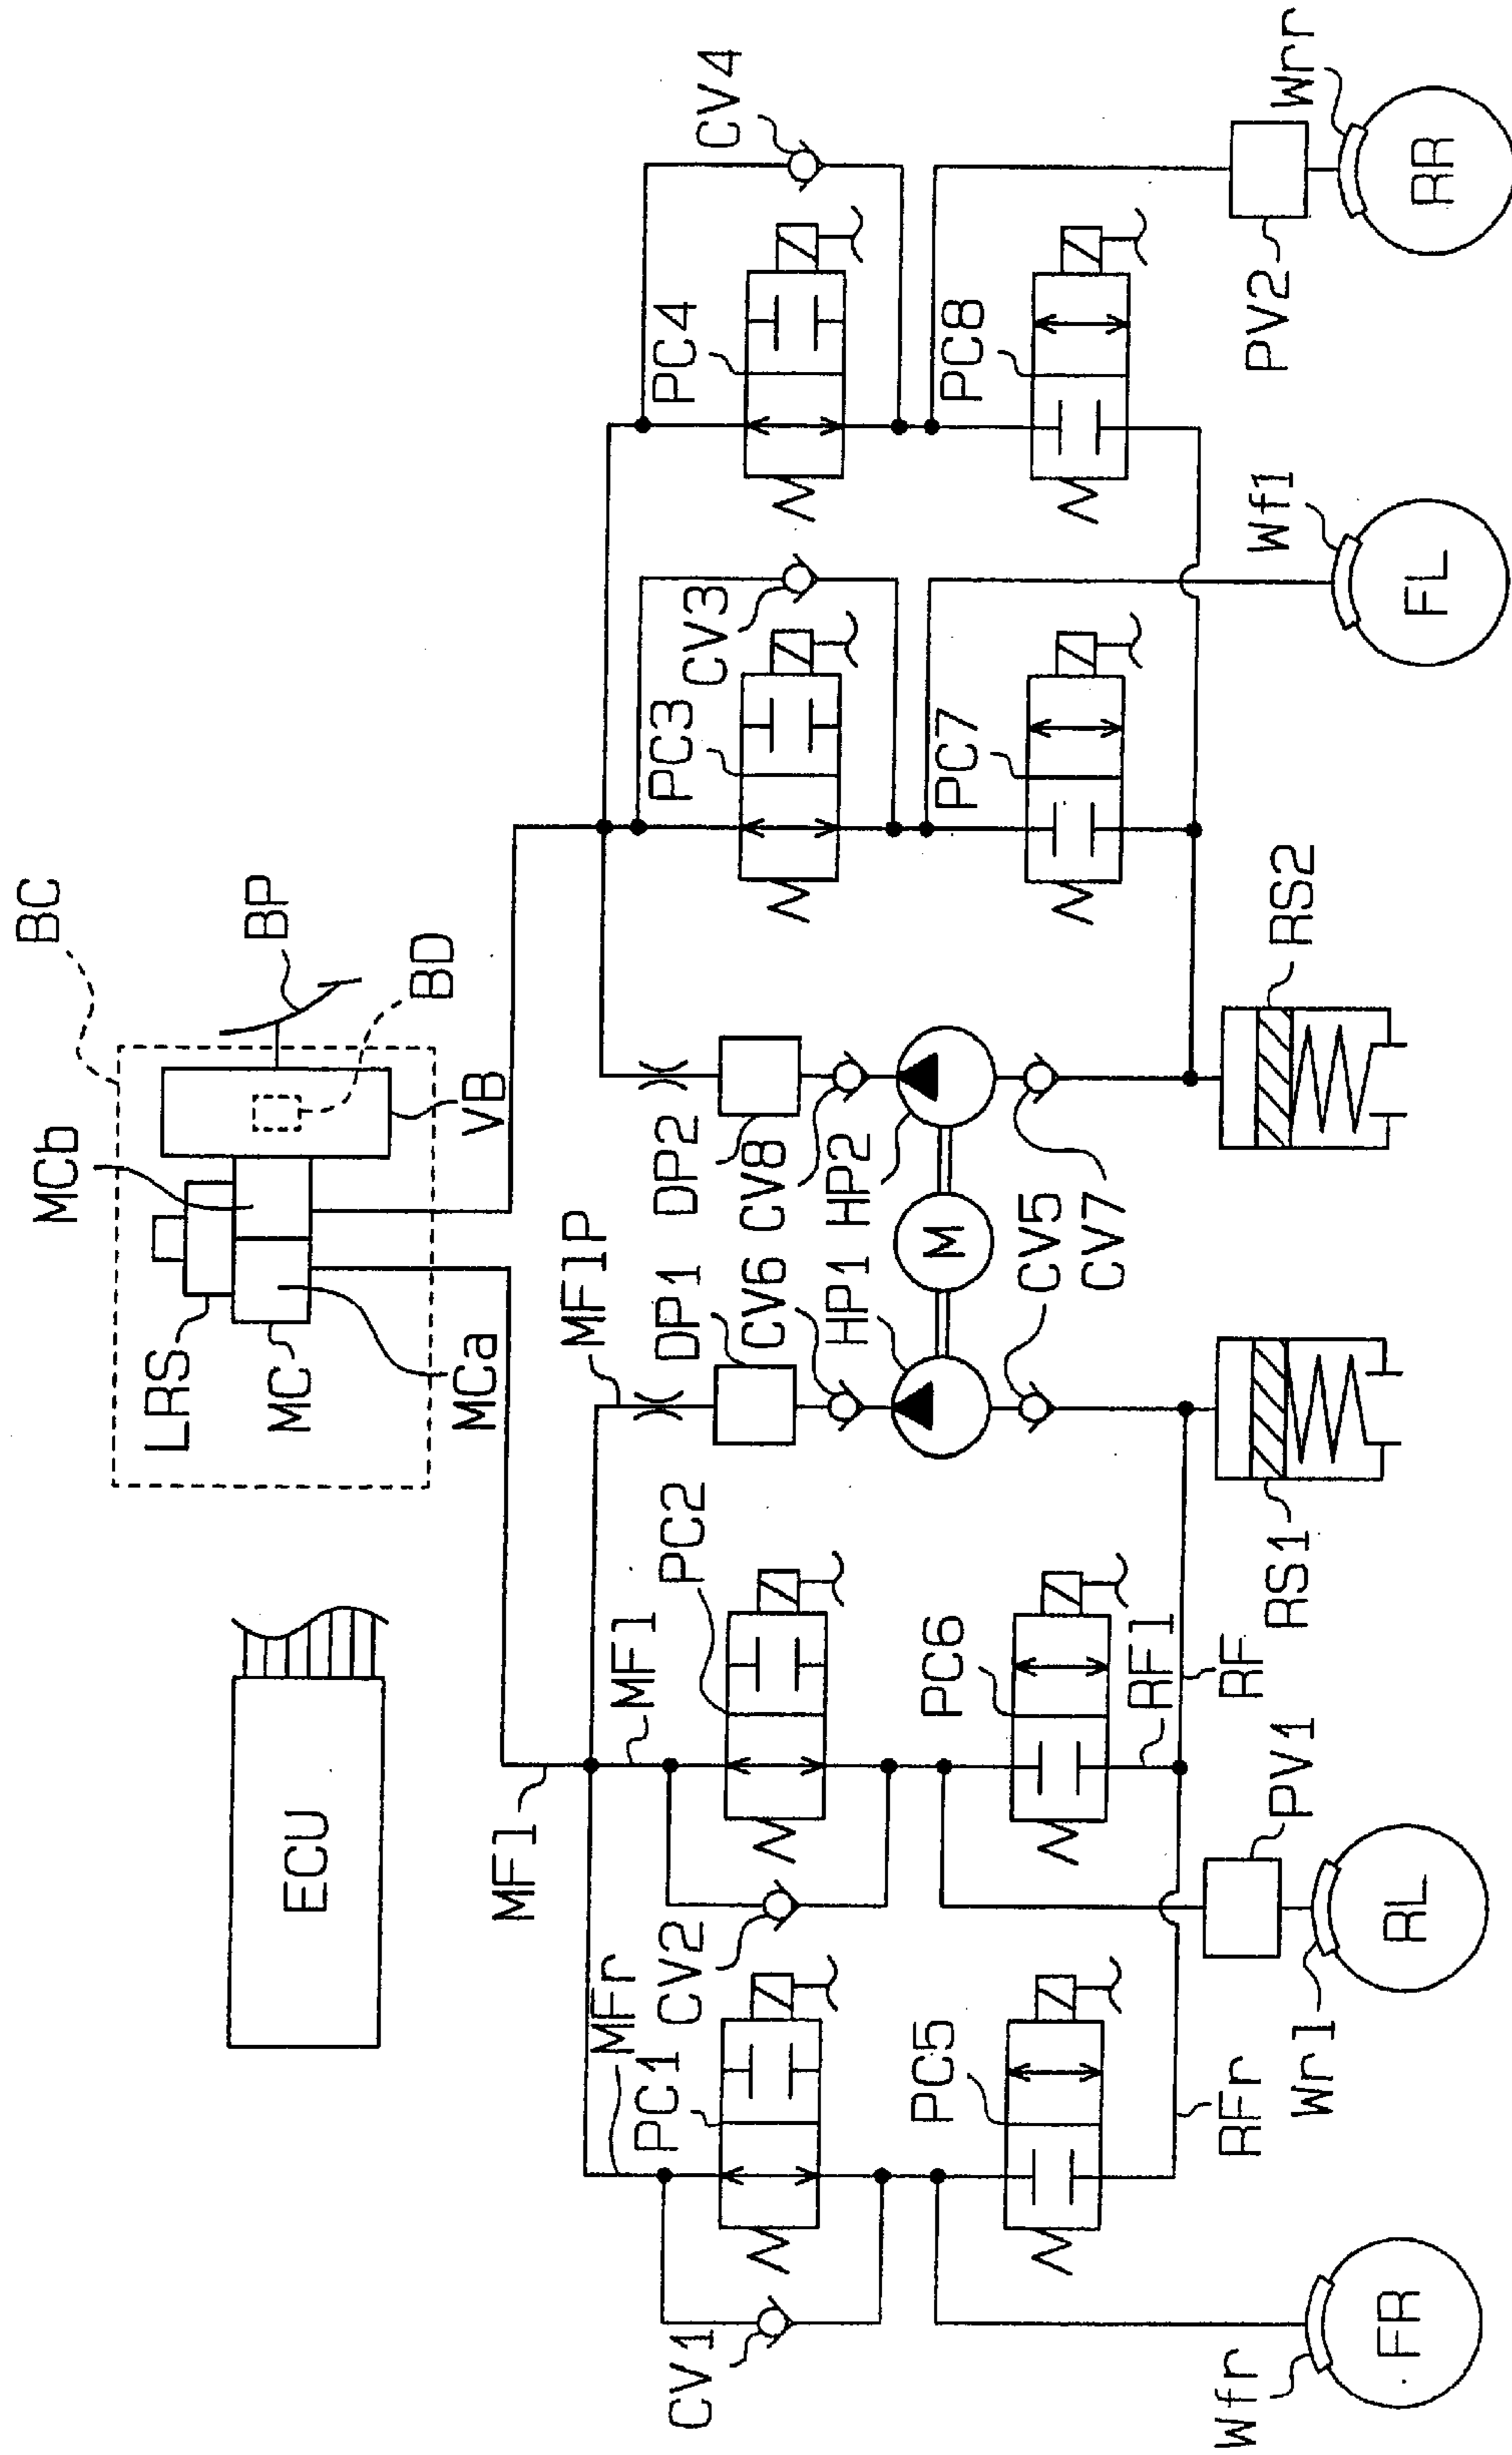 BC
BP
BD
VB
MCb
LRS
MC
MCa
ECU
MF1
MFr
MF1
MF1P
PC1
CV1
CV2
PC2
DP1
CV6
HP1
M
DP2
CV8
HP2
CV5
CV7
PC3
CV3
PC4
CV4
PC5
PC6
PC7
PC8
RFr
RF1
RF
RS1
RS2
PV1
PV2
Wfr
FR
Wr1
RL
Wf1
FL
Wrr
RR